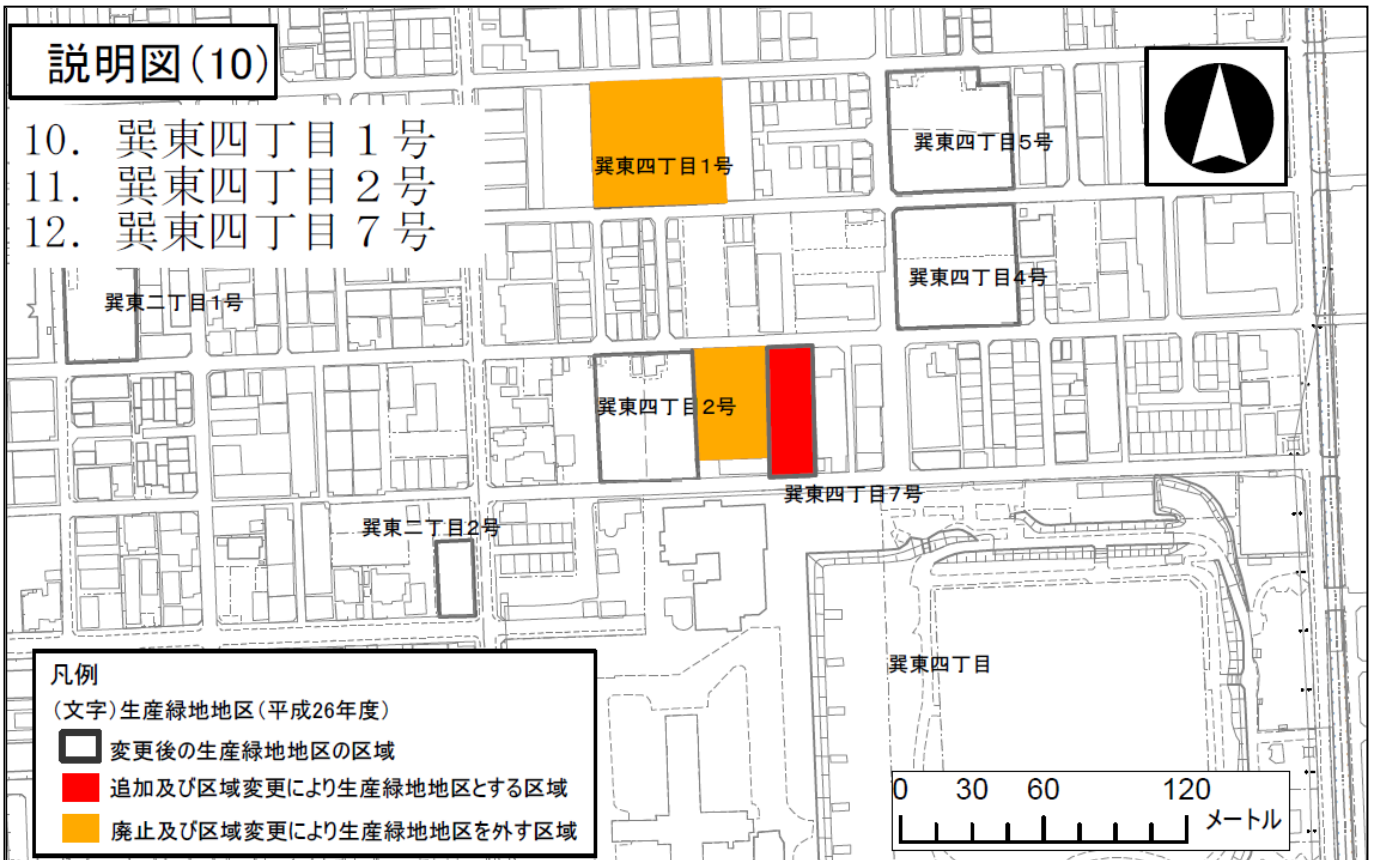 説明図(10)
10. 巽東四丁目1号
11. 巽東四丁目2号
12. 巽東四丁目7号
巽東四丁目1号
巽東四丁目5号
巽東二丁目1号
巽東四丁目4号
巽東四丁目2号
巽東四丁目7号
巽東二丁目2号
巽東四丁目
凡例
(文字)生産緑地地区(平成26年度)
変更後の生産緑地地区の区域
追加及び区域変更により生産緑地地区とする区域
廃止及び区域変更により生産緑地地区を外す区域
0 30 60 120
メートル